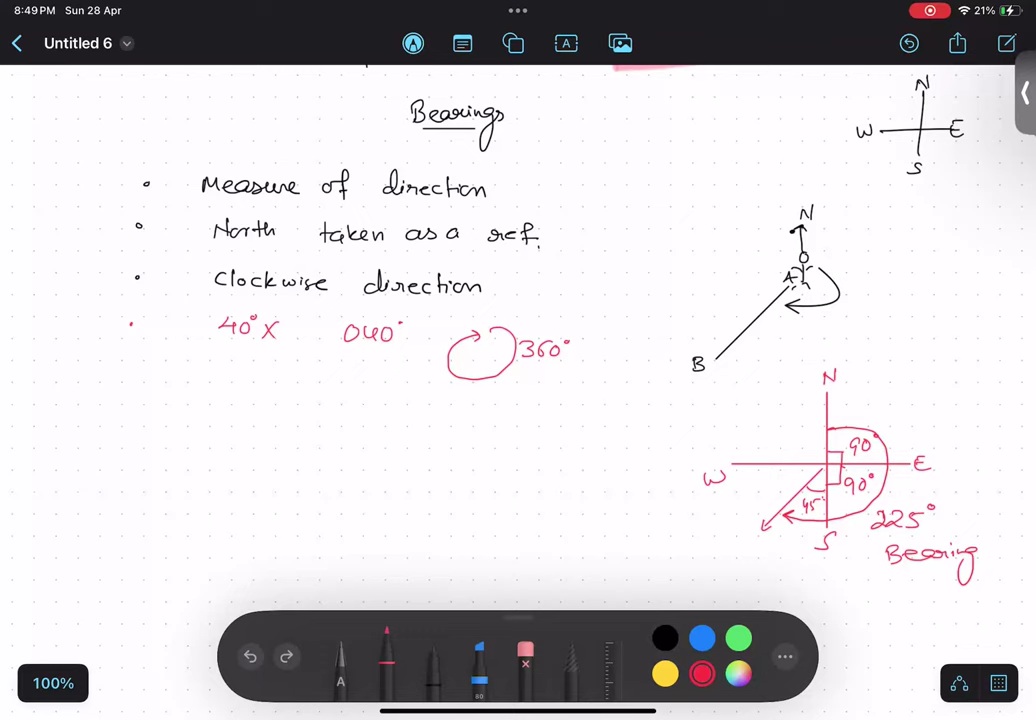 8:49 PM Sun 28 Apr
21%
Untitled 6
Bearings
N
W E
S
• Measure of direction
• North taken as a ref.
• Clockwise direction
• 40° X 040° 360°
N
A
B
N
90°
W E
90°
45°
225°
S
Bearing
A
80
100%